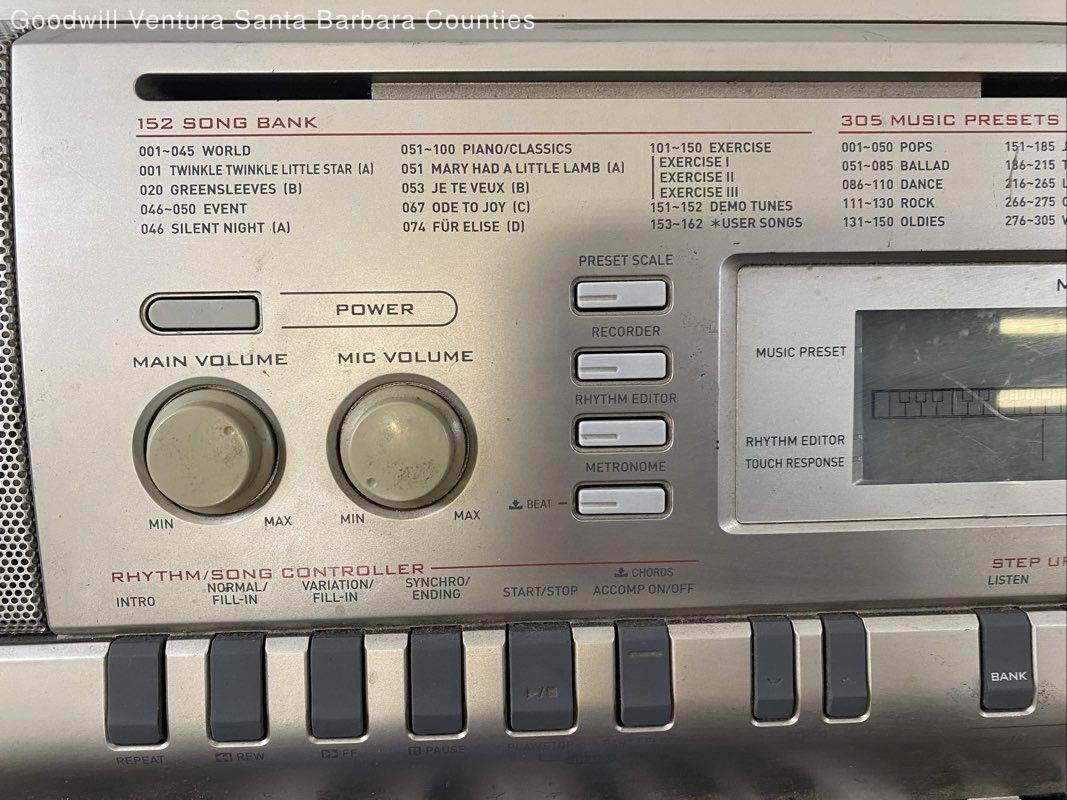 Goodwill Ventura Santa Barbara Counties
152 SONG BANK
001~045 WORLD
001 TWINKLE TWINKLE LITTLE STAR (A)
020 GREENSLEEVES (B)
046~050 EVENT
046 SILENT NIGHT (A)
051~100 PIANO/CLASSICS
051 MARY HAD A LITTLE LAMB (A)
053 JE TE VEUX (B)
067 ODE TO JOY (C)
074 FÜR ELISE (D)
101~150 EXERCISE
EXERCISE I
EXERCISE II
EXERCISE III
151~152 DEMO TUNES
153~162 *USER SONGS
305 MUSIC PRESETS
001~050 POPS
051~085 BALLAD
086~110 DANCE
111~130 ROCK
131~150 OLDIES
151~185
186~215
216~265
266~275
276~305
POWER
MAIN VOLUME
MIC VOLUME
MIN
MAX
MIN
MAX
PRESET SCALE
RECORDER
RHYTHM EDITOR
METRONOME
BEAT
MUSIC PRESET
RHYTHM EDITOR
TOUCH RESPONSE
RHYTHM/SONG CONTROLLER
INTRO
NORMAL/
FILL-IN
VARIATION/
FILL-IN
SYNCHRO/
ENDING
START/STOP
CHORDS
ACCOMP ON/OFF
STEP
LISTEN
BANK
REPEAT
REW
FF
PAUSE
PLAY/STOP